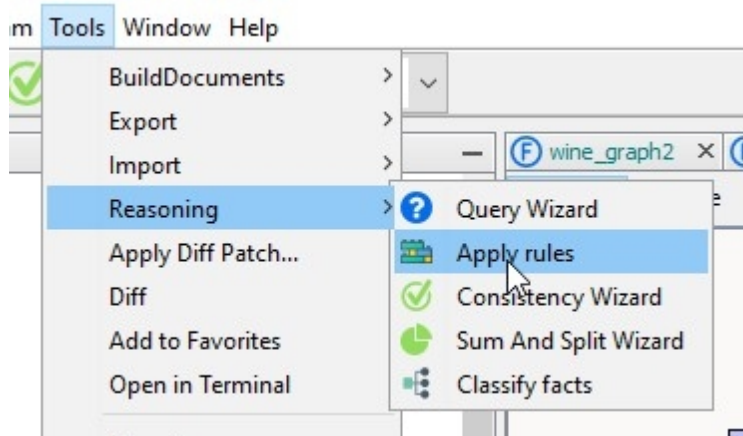 m Tools Window Help
BuildDocuments
Export
Import
F wine_graph2
Reasoning
? Query Wizard
Apply Diff Patch...
Apply rules
Diff
Consistency Wizard
Add to Favorites
Sum And Split Wizard
Open in Terminal
Classify facts